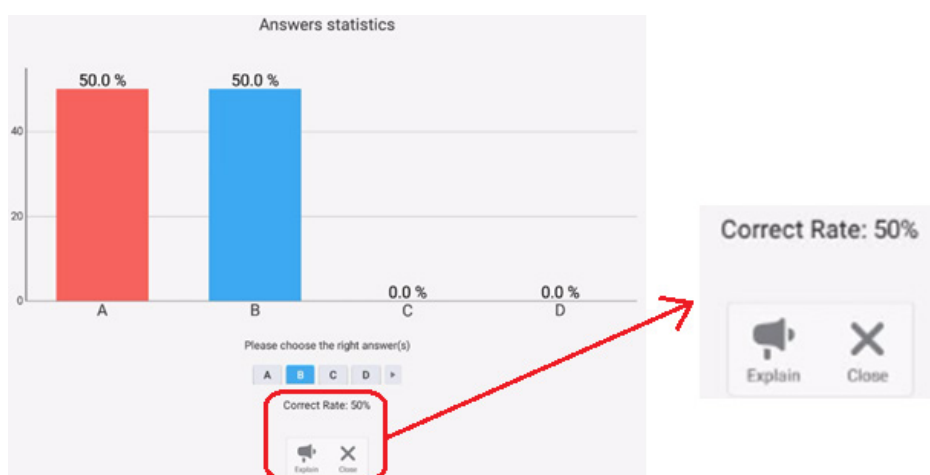 Answers statistics
50.0 %
50.0 %
0.0 %
0.0 %
40
20
0
A
B
C
D
Please choose the right answer(s)
A B C D
Correct Rate: 50%
Explain Close
Correct Rate: 50%
Explain Close